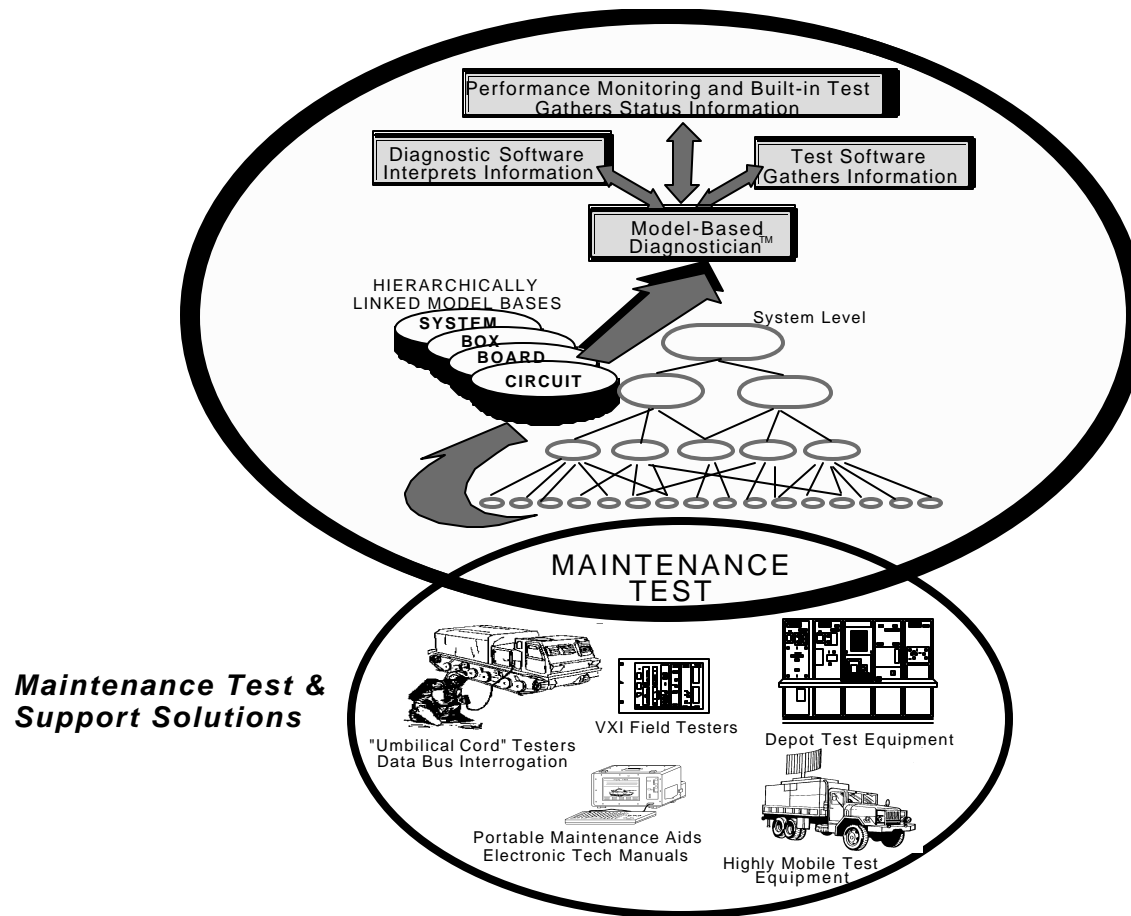 Performance Monitoring and Built-in Test
Gathers Status Information
Diagnostic Software
Interprets Information
Test Software
Gathers Information
Model-Based
Diagnostician™
HIERARCHICALLY
LINKED MODEL BASES
SYSTEM
BOX
BOARD
CIRCUIT
System Level
MAINTENANCE
TEST
Maintenance Test &
Support Solutions
"Umbilical Cord" Testers
Data Bus Interrogation
VXI Field Testers
Depot Test Equipment
Portable Maintenance Aids
Electronic Tech Manuals
Highly Mobile Test
Equipment